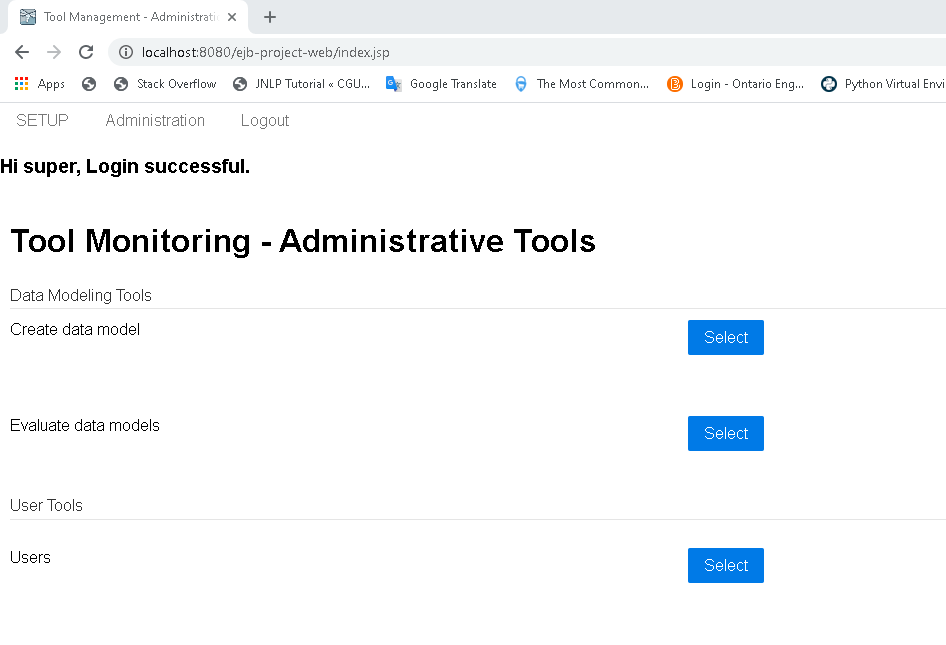 Tool Management - Administrati
localhost:8080/ejb-project-web/index.jsp
Apps Stack Overflow JNLP Tutorial « CGU... Google Translate The Most Common... Login - Ontario Eng... Python Virtual Envi
SETUP Administration Logout
Hi super, Login successful.
Tool Monitoring - Administrative Tools
Data Modeling Tools
Create data model Select
Evaluate data models Select
User Tools
Users Select